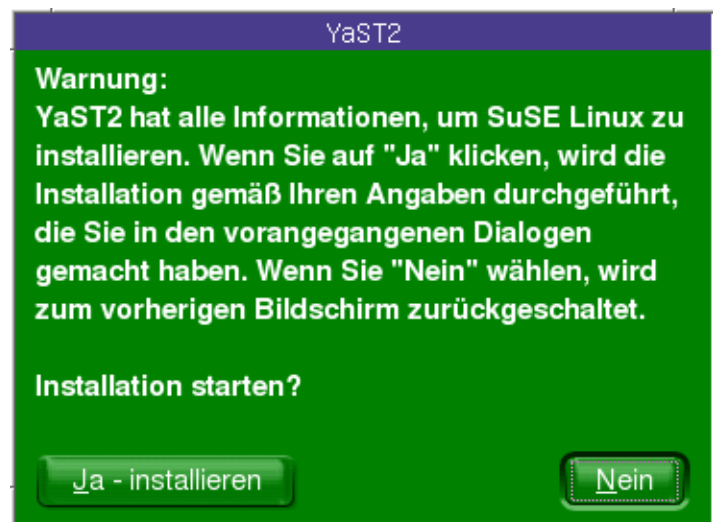 YaST2
Warnung:
YaST2 hat alle Informationen, um SuSE Linux zu
installieren. Wenn Sie auf "Ja" klicken, wird die
Installation gemäß Ihren Angaben durchgeführt,
die Sie in den vorangegangenen Dialogen
gemacht haben. Wenn Sie "Nein" wählen, wird
zum vorherigen Bildschirm zurückgeschaltet.
Installation starten?
Ja - installieren
Nein